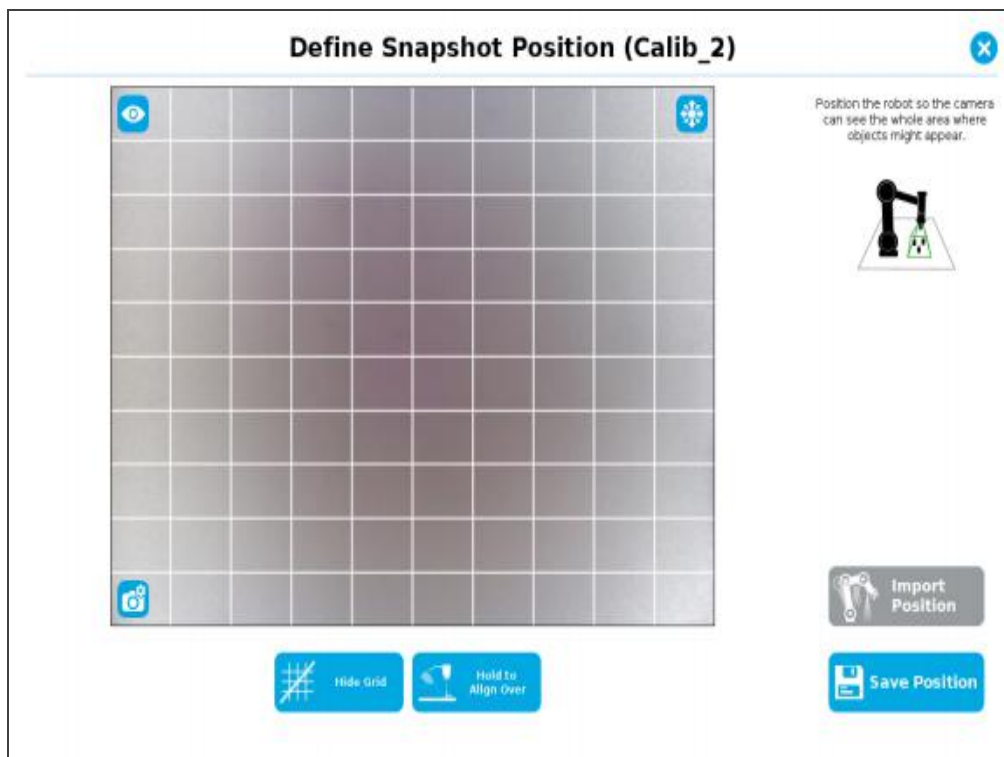 Define Snapshot Position (Calib_2)
Position the robot so the camera
can see the whole area where
objects might appear.
Import
Position
Hide Grid
Hold to
Align Over
Save Position